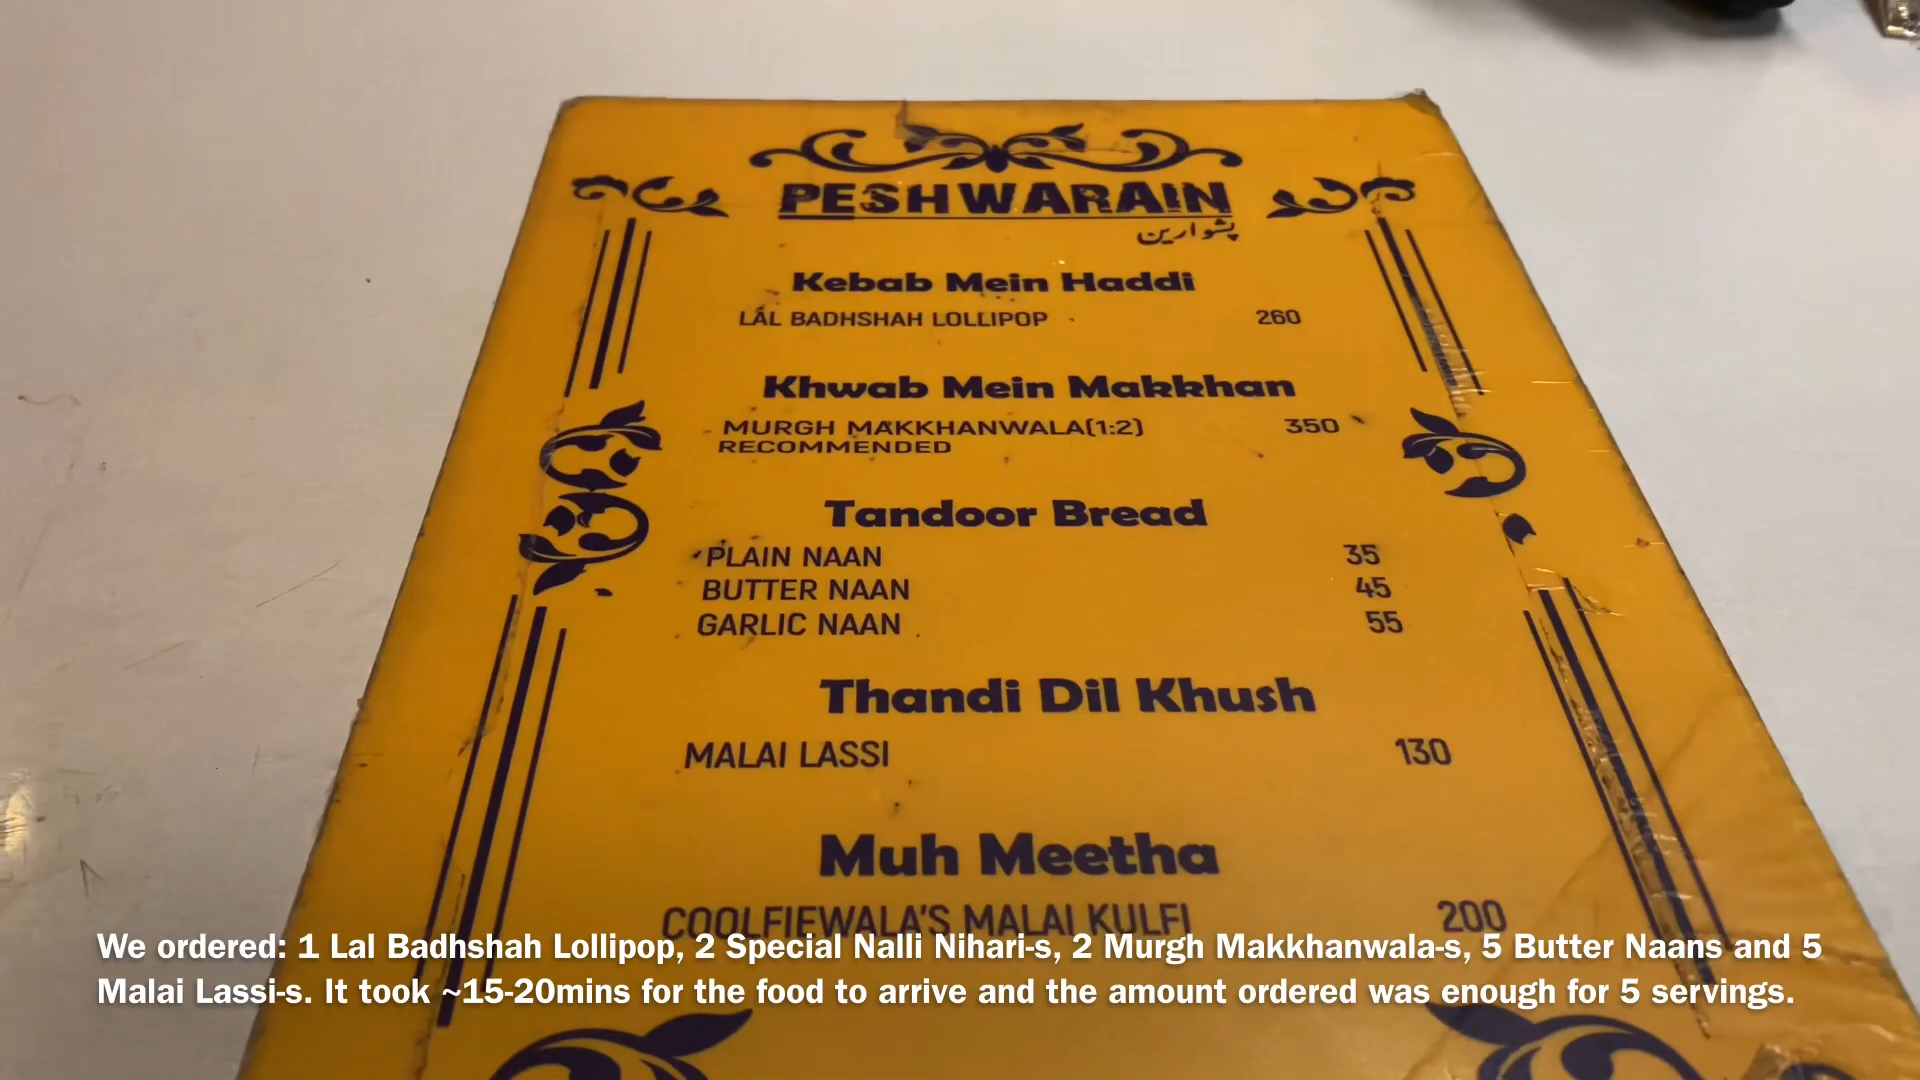 PESHWARAIN
پشوارين
Kebab Mein Haddi
LAL BADHSHAH LOLLIPOP 260
Khwab Mein Makkhan
MURGH MAKKHANWALA(1:2) 350
RECOMMENDED
Tandoor Bread
PLAIN NAAN 35
BUTTER NAAN 45
GARLIC NAAN 55
Thandi Dil Khush
MALAI LASSI 130
Muh Meetha
COOLFIEWALA'S MALAI KULFI 200
We ordered: 1 Lal Badhshah Lollipop, 2 Special Nalli Nihari-s, 2 Murgh Makkhanwala-s, 5 Butter Naans and 5
Malai Lassi-s. It took ~15-20mins for the food to arrive and the amount ordered was enough for 5 servings.